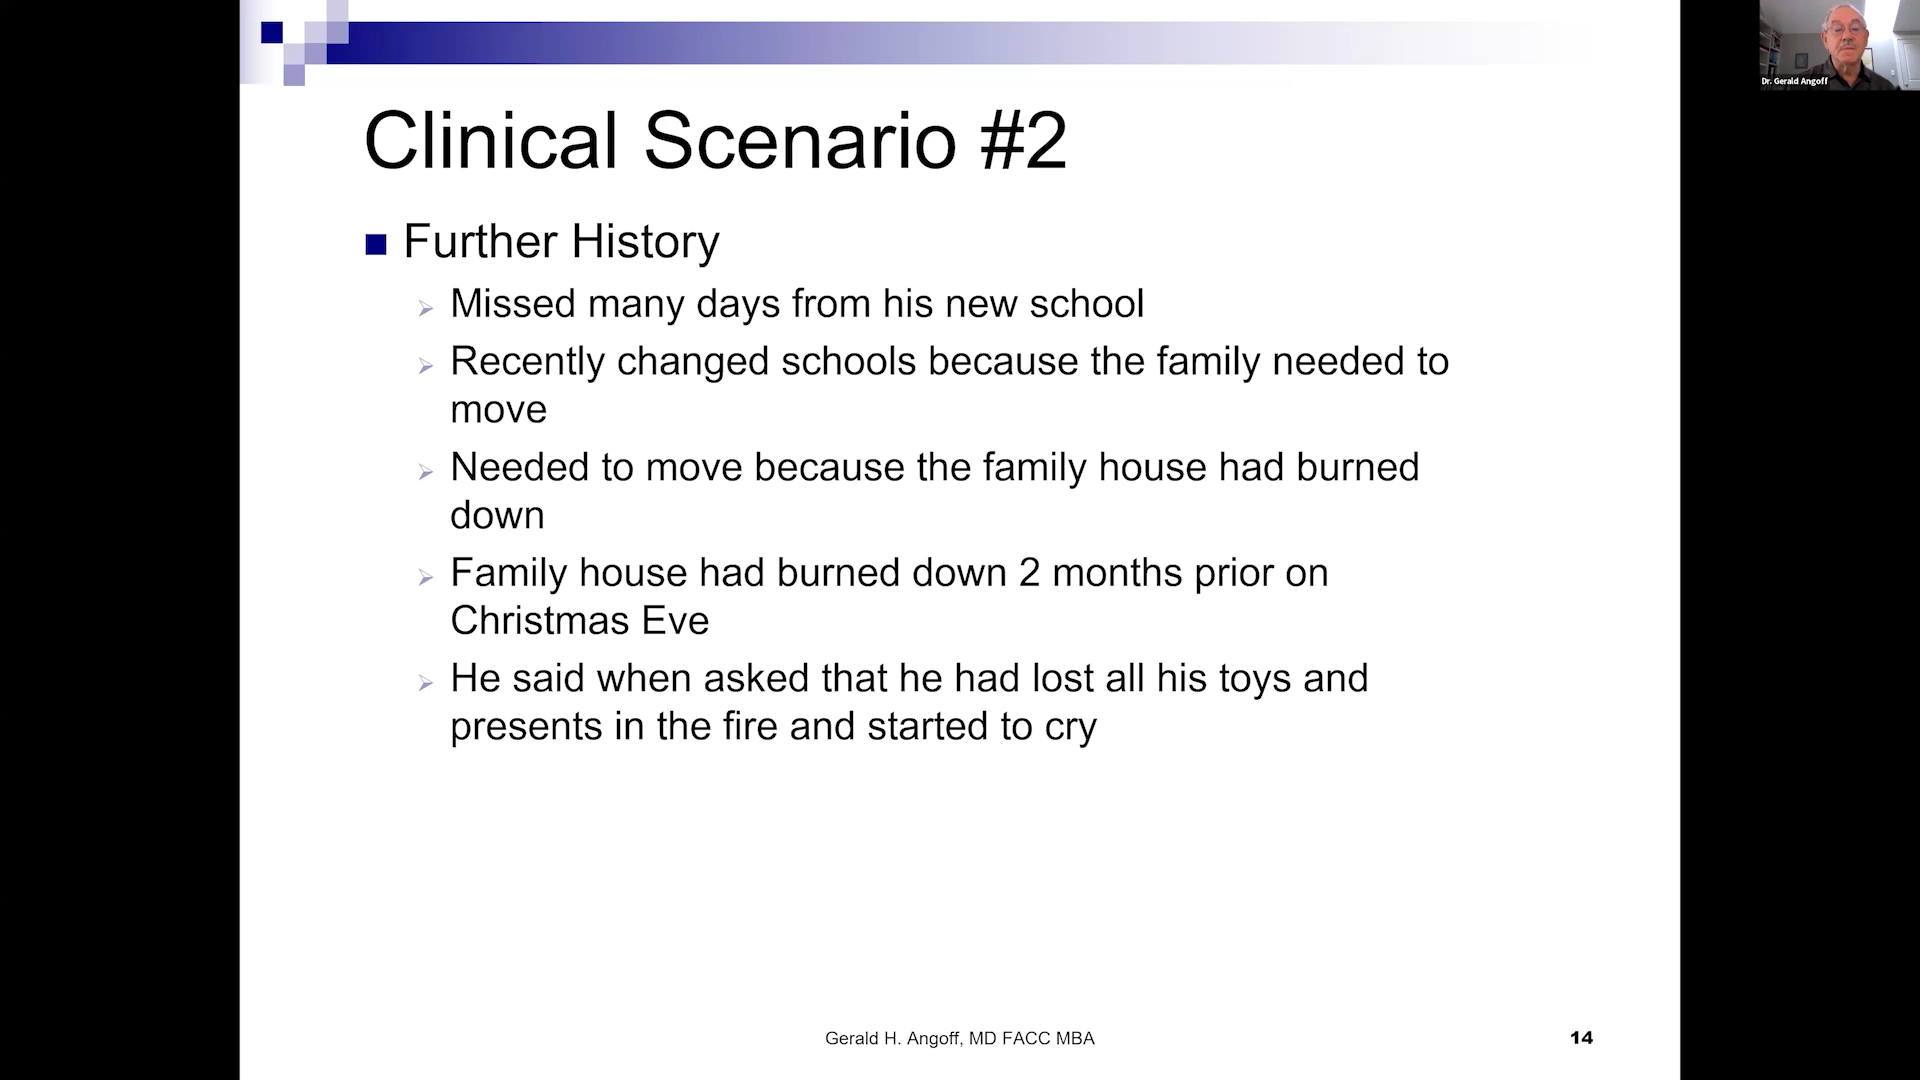 Dr. Gerald Angoff
Clinical Scenario #2
Further History
Missed many days from his new school
Recently changed schools because the family needed to
move
Needed to move because the family house had burned
down
Family house had burned down 2 months prior on
Christmas Eve
He said when asked that he had lost all his toys and
presents in the fire and started to cry
Gerald H. Angoff, MD FACC MBA
14